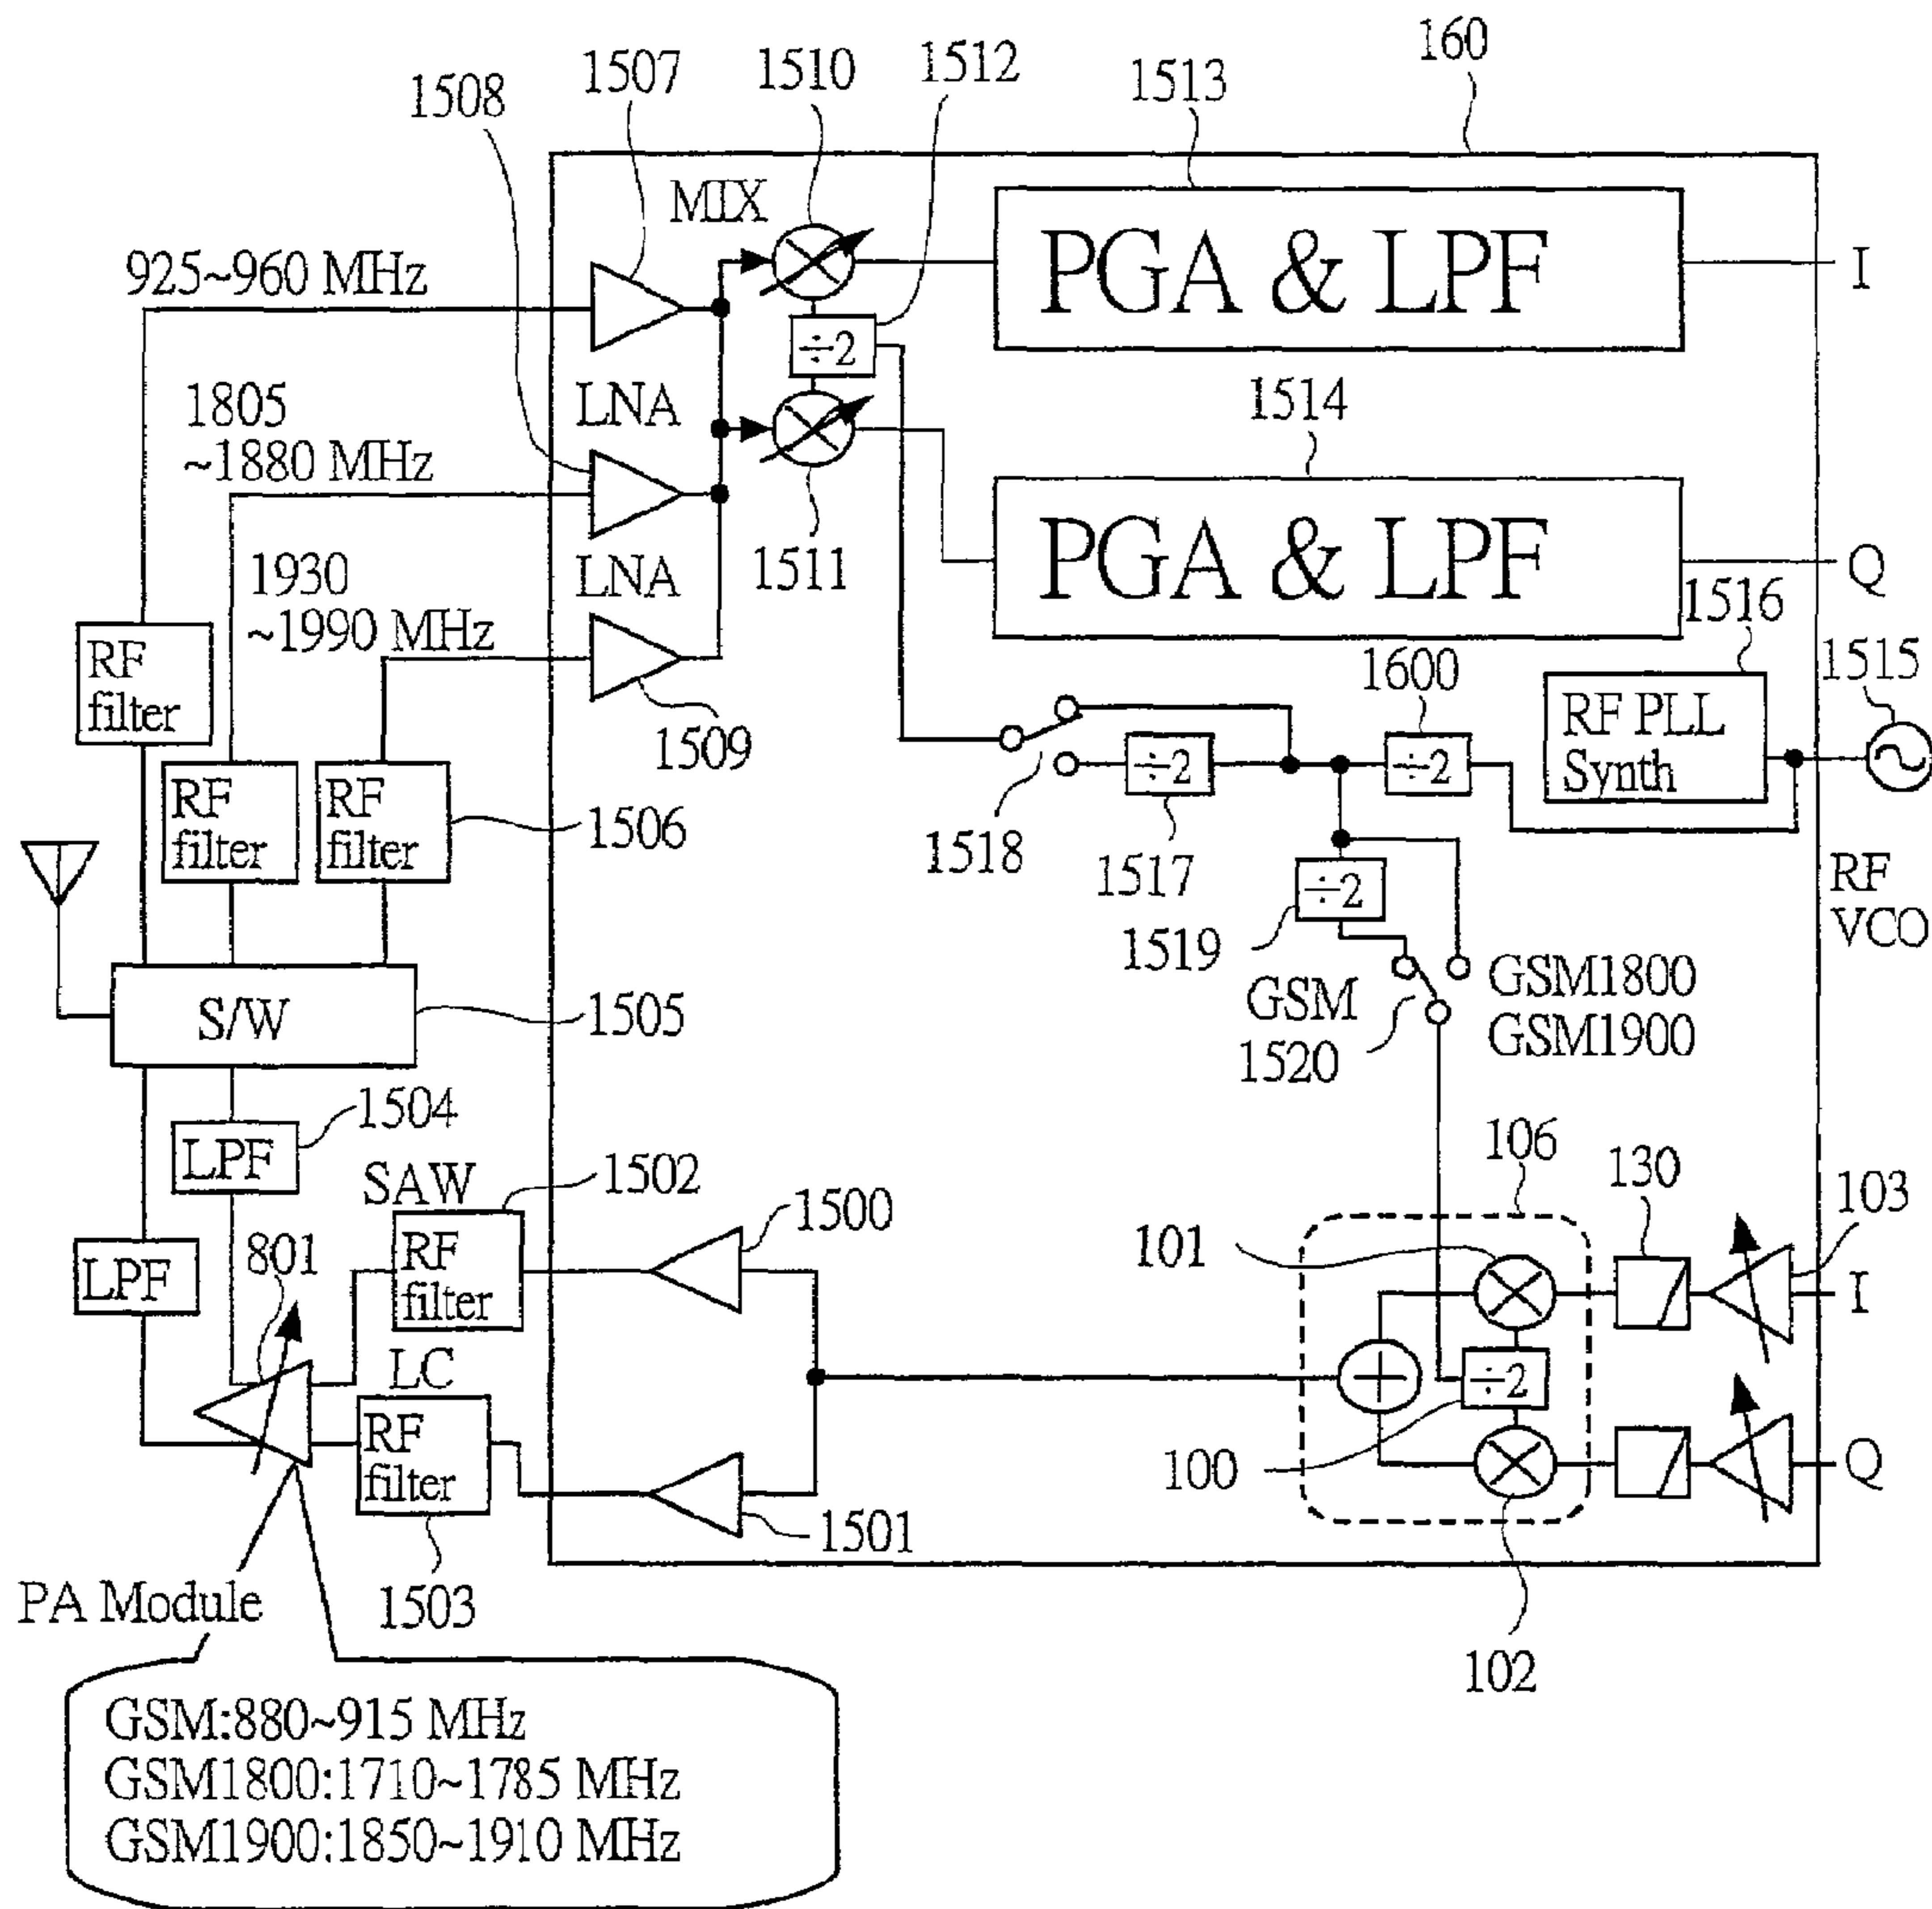 160
1507
1510
1512
1513
1508
MIX
PGA & LPF
I
925~960 MHz
÷2
1805
~1880 MHz
LNA
1514
PGA & LPF
Q
1511
LNA
1930
~1990 MHz
1516
1515
1600
RF
filter
RF PLL
Synth
1509
÷2
÷2
RF
filter
RF
filter
1506
1518
1517
÷2
RF
VCO
1519
S/W
1505
GSM
GSM1800
GSM1900
1520
1504
LPF
SAW
1502
1500
106
130
103
101
RF
filter
LPF
801
I
LC
÷2
RF
filter
100
Q
1501
1503
102
PA Module
GSM:880~915 MHz
GSM1800:1710~1785 MHz
GSM1900:1850~1910 MHz